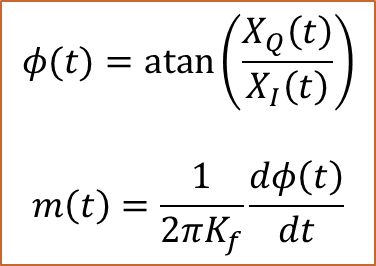 ϕ(t) = atan(X_Q(t)/X_I(t))
m(t) = 1/(2πK_f) dϕ(t)/dt